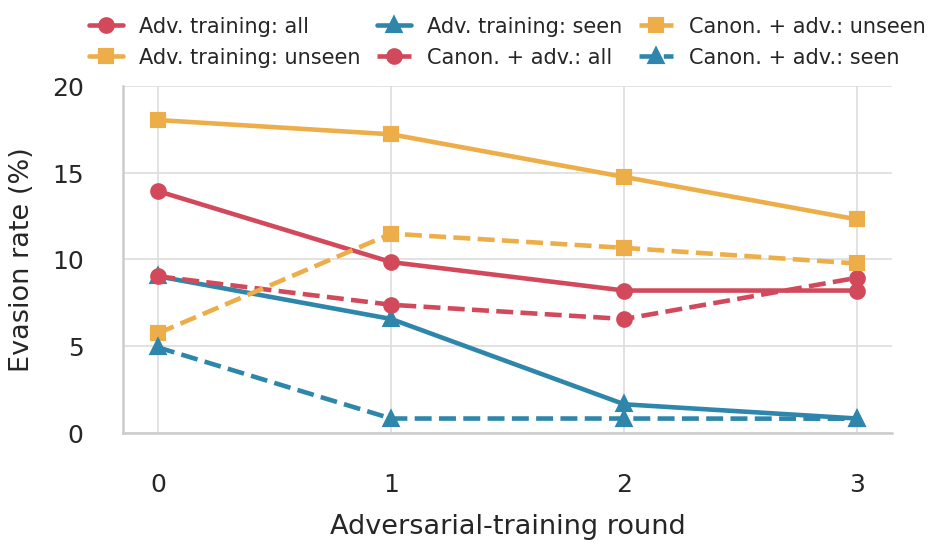 Adv. training: all
Adv. training: seen
Canon. + adv.: unseen
Adv. training: unseen
Canon. + adv.: all
Canon. + adv.: seen
20
15
10
5
0
Evasion rate (%)
0
1
2
3
Adversarial-training round